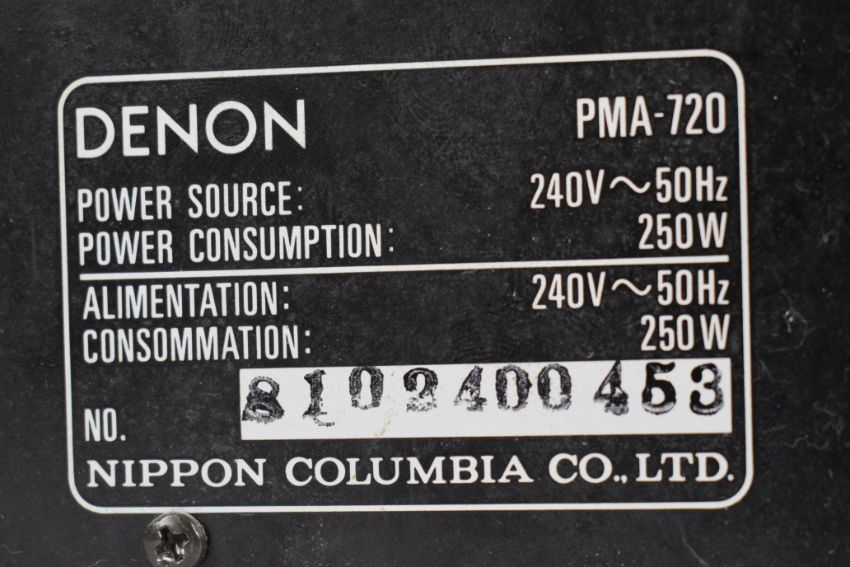 DENON
PMA-720
POWER SOURCE: 240V～50Hz
POWER CONSUMPTION: 250W
ALIMENTATION: 240V～50Hz
CONSOMMATION: 250W
NO. 8102400453
NIPPON COLUMBIA CO., LTD.